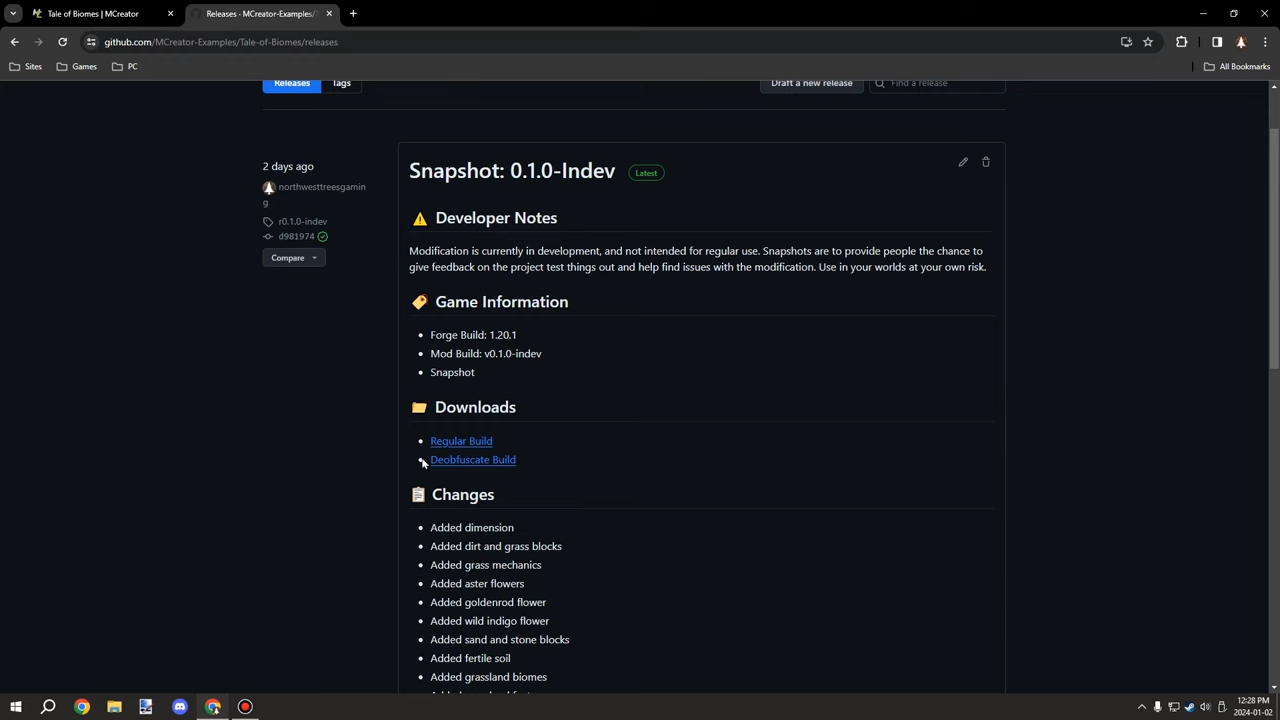 Tale of Biomes | MCreator
Releases · MCreator-Examples/
github.com/MCreator-Examples/Tale-of-Biomes/releases
Sites
Games
PC
All Bookmarks
Releases
Tags
Draft a new release
Find a release
2 days ago
northwesttreesgamin
g
r0.1.0-indev
d981974
Compare
Snapshot: 0.1.0-Indev
Latest
Developer Notes
Modification is currently in development, and not intended for regular use. Snapshots are to provide people the chance to
give feedback on the project test things out and help find issues with the modification. Use in your worlds at your own risk.
Game Information
Forge Build: 1.20.1
Mod Build: v0.1.0-indev
Snapshot
Downloads
Regular Build
Deobfuscate Build
Changes
Added dimension
Added dirt and grass blocks
Added grass mechanics
Added aster flowers
Added goldenrod flower
Added wild indigo flower
Added sand and stone blocks
Added fertile soil
Added grassland biomes
12:28 PM
2024-01-02